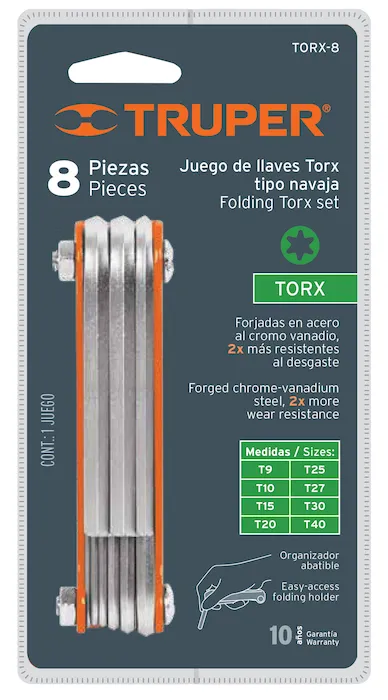 TORX-8
TRUPER®
8 Piezas
Pieces
Juego de llaves Torx
tipo navaja
Folding Torx set
TORX
Forjadas en acero
al cromo vanadio,
2x más resistentes
al desgaste
Forged chrome-vanadium
steel, 2x more
wear resistance
CONT.: 1 JUEGO
Medidas / Sizes:
T9 T25
T10 T27
T15 T30
T20 T40
Organizador
abatible
Easy-access
folding holder
10 años Garantía
Warranty